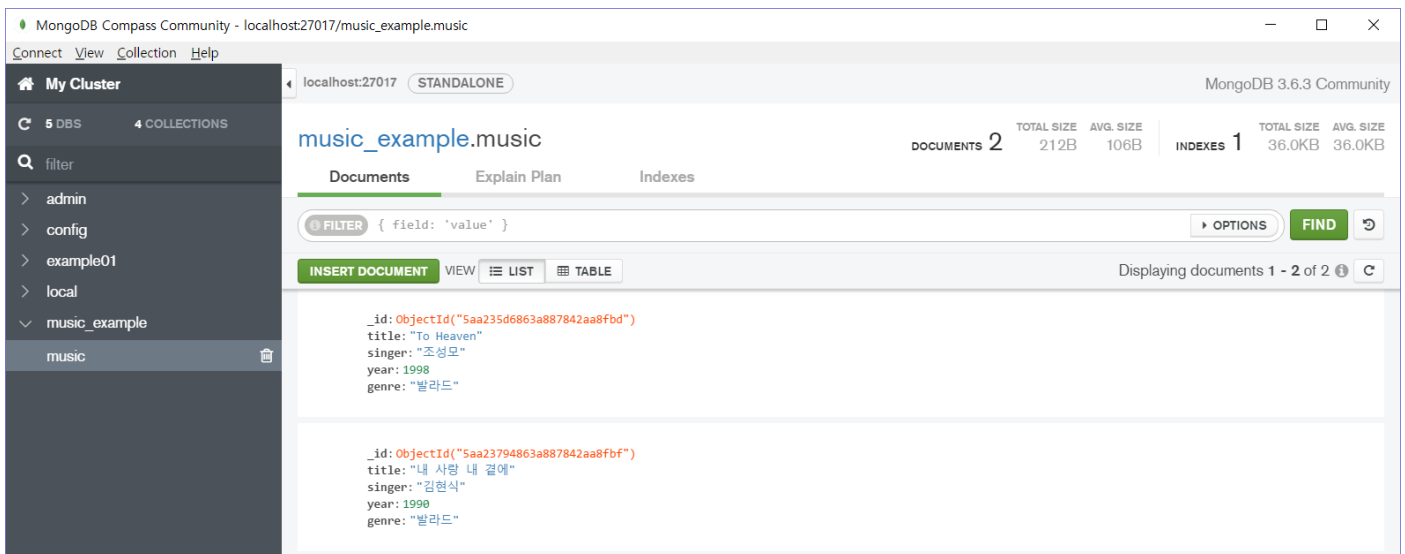 MongoDB Compass Community - localhost:27017/music_example.music
Connect View Collection Help
My Cluster
5 DBS 4 COLLECTIONS
filter
admin
config
example01
local
music_example
music
localhost:27017 STANDALONE MongoDB 3.6.3 Community
music_example.music
DOCUMENTS 2 TOTAL SIZE 212B AVG. SIZE 106B INDEXES 1 TOTAL SIZE 36.0KB AVG. SIZE 36.0KB
Documents Explain Plan Indexes
FILTER { field: 'value' } OPTIONS FIND
INSERT DOCUMENT VIEW LIST TABLE Displaying documents 1 - 2 of 2
_id: ObjectId("5aa235d6863a887842aa8fbd")
title: "To Heaven"
singer: "조성모"
year: 1998
genre: "발라드"
_id: ObjectId("5aa23794863a887842aa8fbf")
title: "내 사랑 내 곁에"
singer: "김현식"
year: 1990
genre: "발라드"